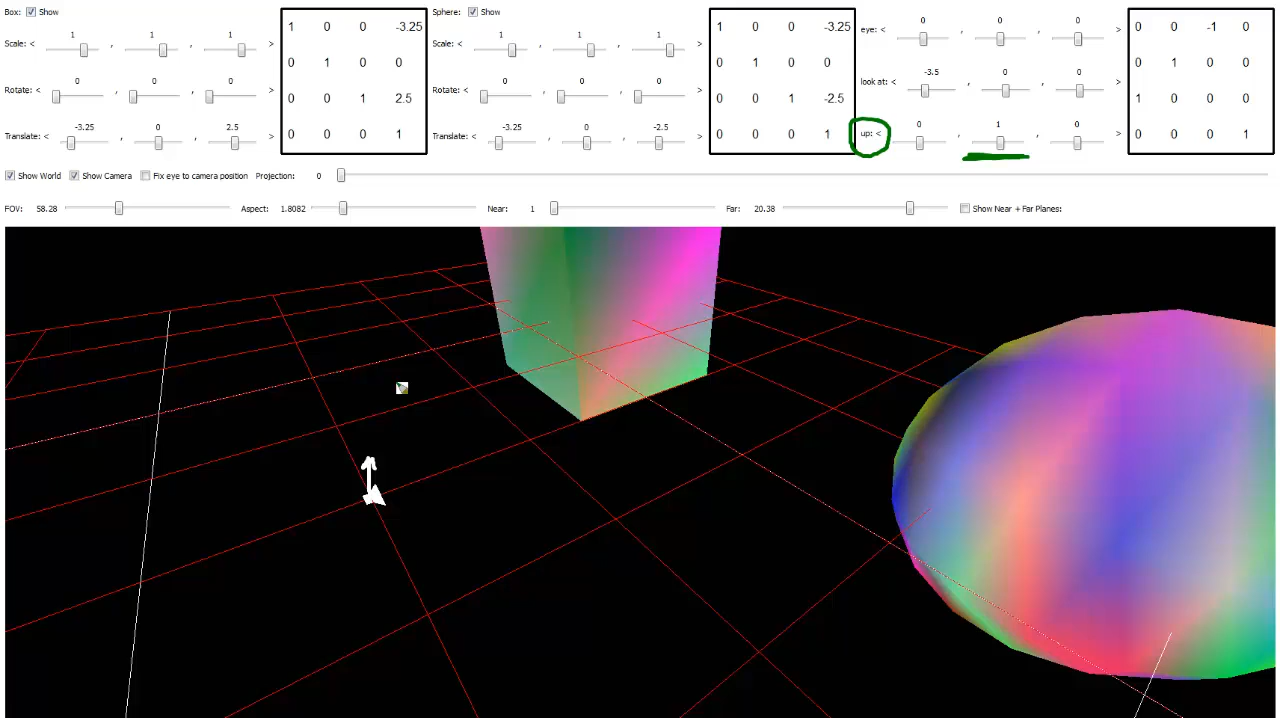 Box: Show
Scale: < 1 , 1 , 1 >
Rotate: < 0 , 0 , 0 >
Translate: < -3.25 , 0 , 2.5 >
1 0 0 -3.25
0 1 0 0
0 0 1 2.5
0 0 0 1
Sphere: Show
Scale: < 1 , 1 , 1 >
Rotate: < 0 , 0 , 0 >
Translate: < -3.25 , 0 , -2.5 >
1 0 0 -3.25
0 1 0 0
0 0 1 -2.5
0 0 0 1
eye: < 0 , 0 , 0 >
look at: < -3.5 , 0 , 0 >
up: < 0 , 1 , 0 >
0 0 -1 0
0 1 0 0
1 0 0 0
0 0 0 1
Show World Show Camera Fix eye to camera position Projection: 0
FOV: 58.28 Aspect: 1.8082 Near: 1 Far: 20.38 Show Near + Far Planes: